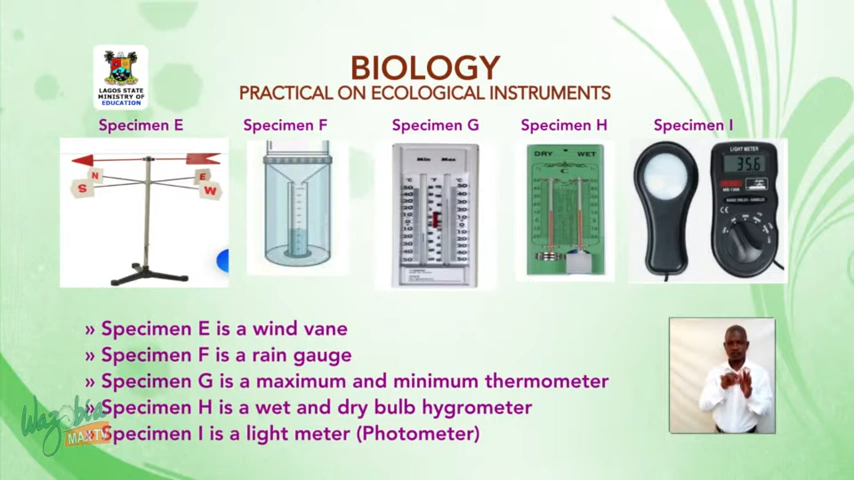 LAGOS STATE
MINISTRY OF
EDUCATION
BIOLOGY
PRACTICAL ON ECOLOGICAL INSTRUMENTS
Specimen E
Specimen F
Specimen G
Specimen H
Specimen I
N
E
S
W
Min Max
DRY WET
C
LIGHT METER
35.6
» Specimen E is a wind vane
» Specimen F is a rain gauge
» Specimen G is a maximum and minimum thermometer
» Specimen H is a wet and dry bulb hygrometer
» Specimen I is a light meter (Photometer)
Wazobia
MAX TV